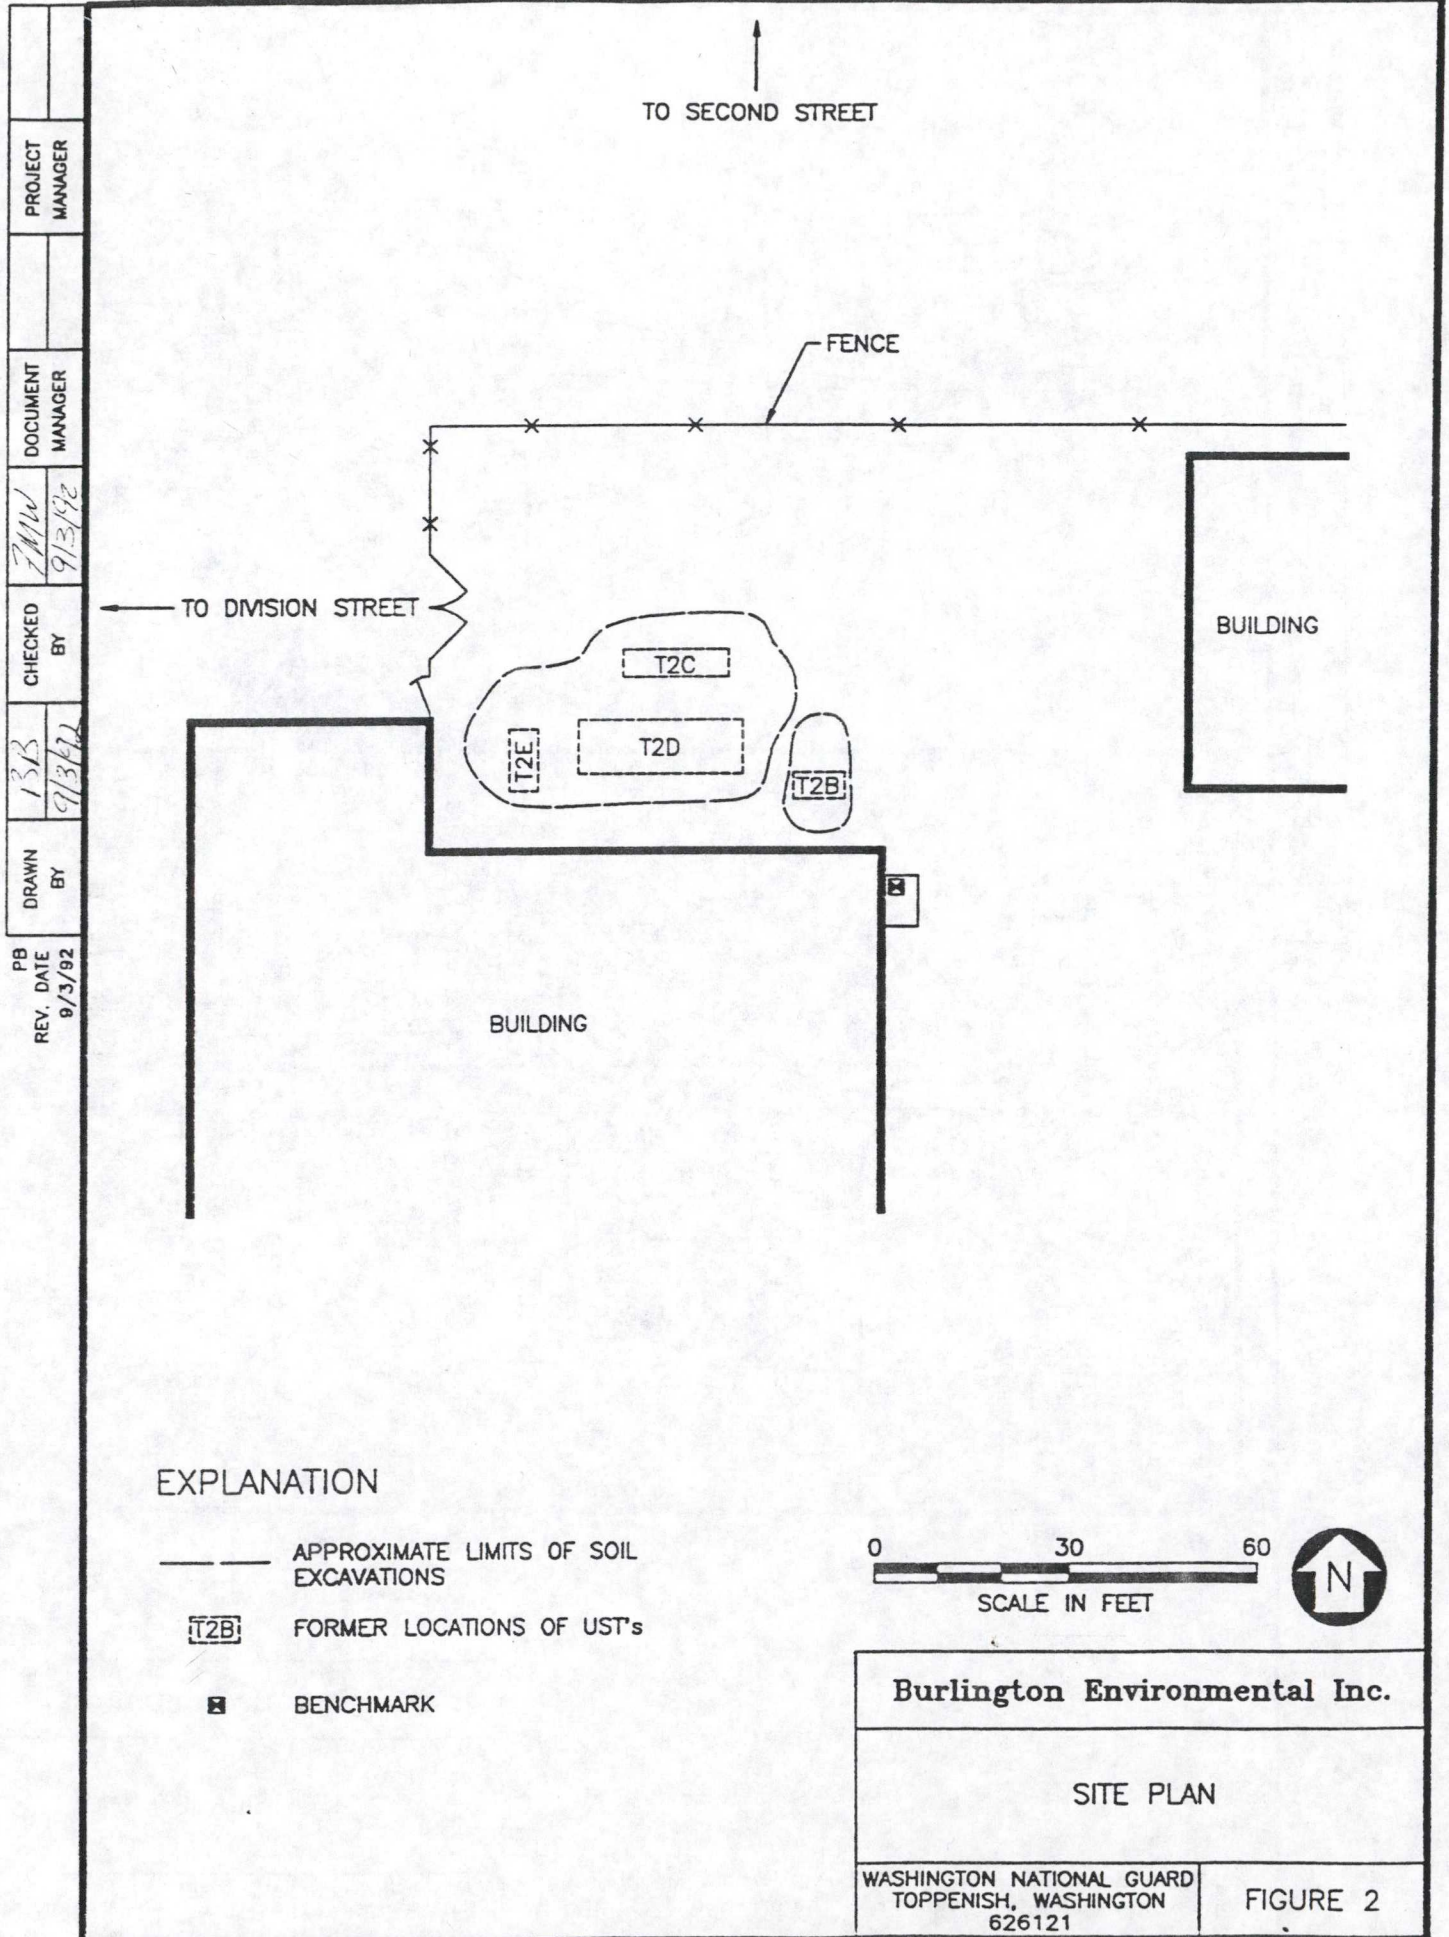 TO SECOND STREET
FENCE
TO DIVISION STREET
BUILDING
T2C
T2D
T2E
T2B
BUILDING
EXPLANATION
APPROXIMATE LIMITS OF SOIL
EXCAVATIONS
T2B
FORMER LOCATIONS OF UST's
BENCHMARK
0 30 60
SCALE IN FEET
N
Burlington Environmental Inc.
SITE PLAN
WASHINGTON NATIONAL GUARD
TOPPENISH, WASHINGTON
626121
FIGURE 2
PROJECT
MANAGER
DOCUMENT
MANAGER
9/3/92
CHECKED
BY
9/3/92
DRAWN
BY
PB
REV. DATE
9/3/92